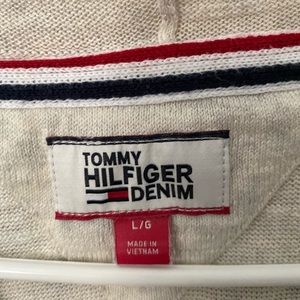 TOMMY
HILFIGER
DENIM
L/G
MADE IN
VIETNAM